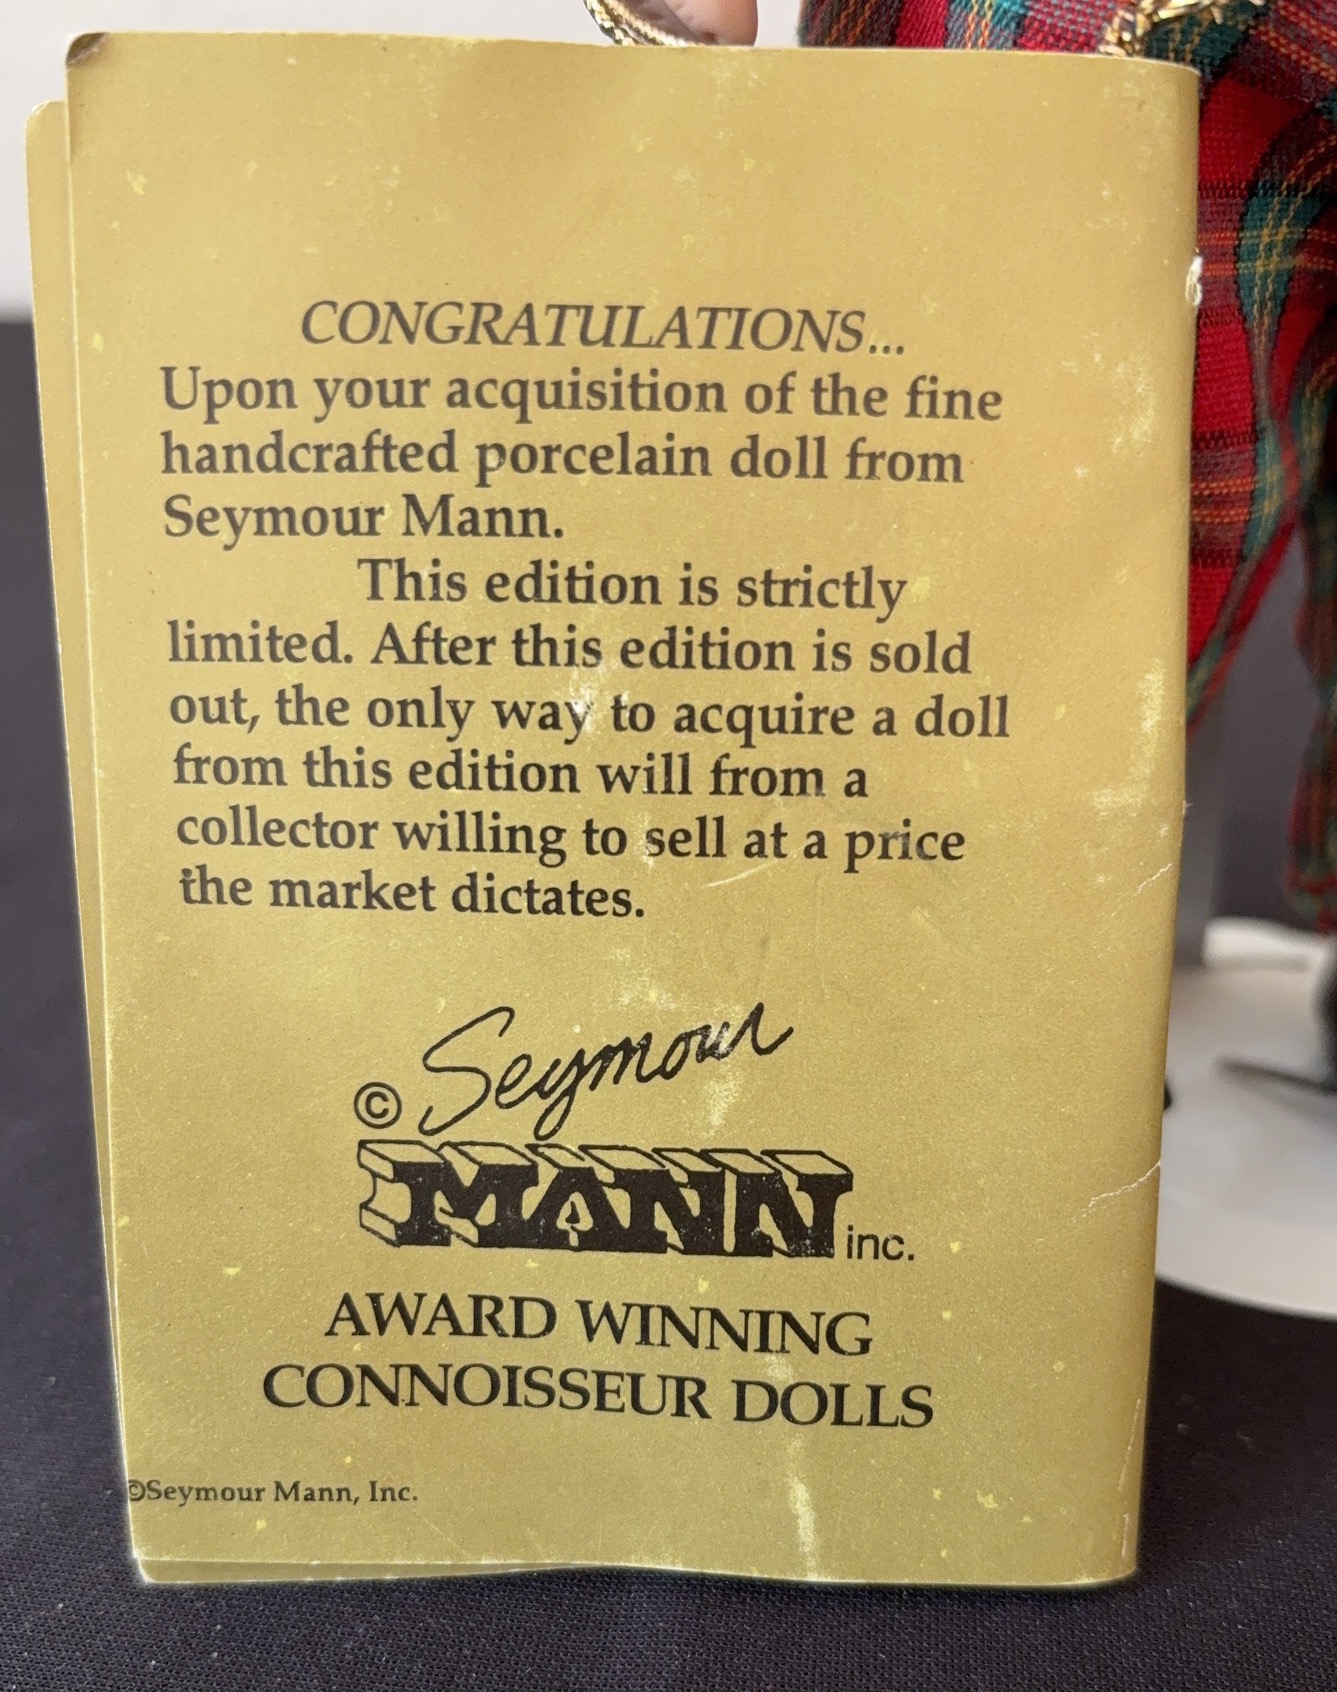 CONGRATULATIONS...
Upon your acquisition of the fine
handcrafted porcelain doll from
Seymour Mann.
This edition is strictly
limited. After this edition is sold
out, the only way to acquire a doll
from this edition will from a
collector willing to sell at a price
the market dictates.
© Seymour
MANN inc.
AWARD WINNING
CONNOISSEUR DOLLS
©Seymour Mann, Inc.